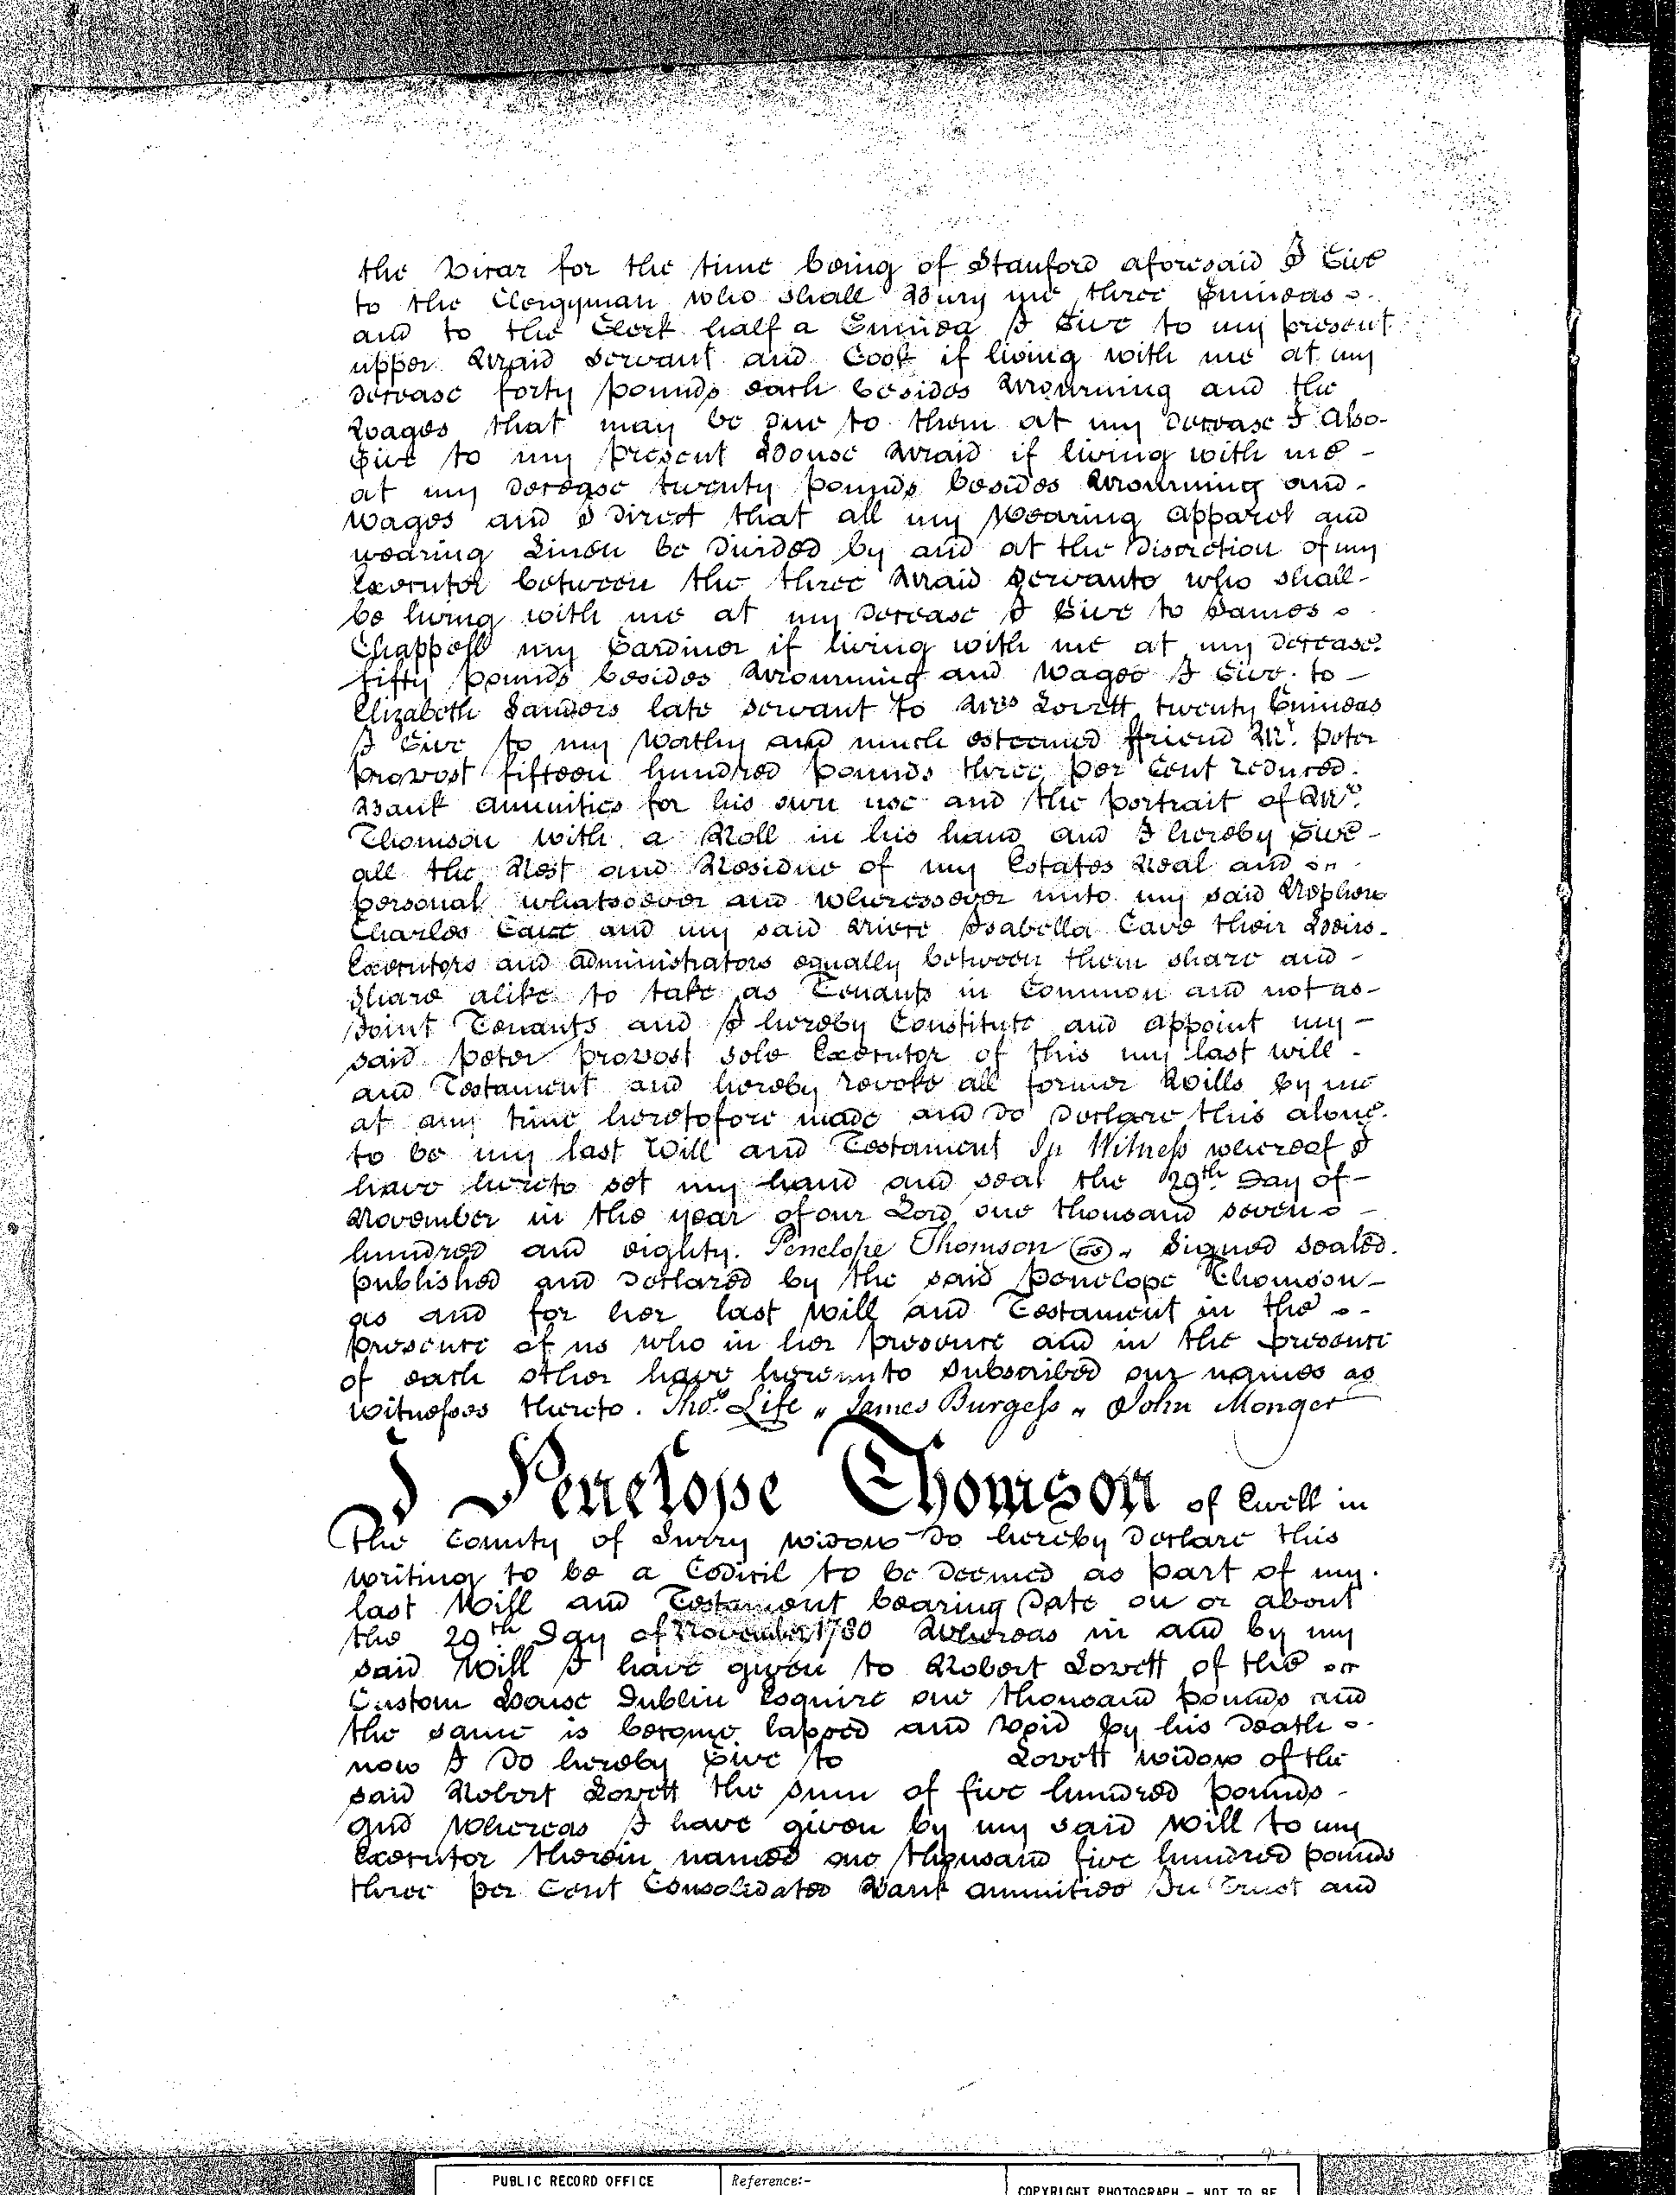 the Vicar for the time being of Stanford aforesaid I Give
to the Clergyman who shall Bury me three Guineas
and to the Clerk half a Guinea I Give to my present
upper Maid Servant and Cook if living with me at my
decease forty pounds each besides Mourning and the
Wages that may be due to them at my decease I also
Give to my present House Maid if living with me -
at my decease twenty pounds besides Mourning and -
Wages and I direct that all my Wearing apparel and
wearing Linen be divided by and at the Discretion of my
Executor between the three Maid Servants who shall -
be living with me at my decease I Give to James
Chappell my Gardiner if living with me at my decease
fifty pounds besides Mourning and Wages I Give to -
Elizabeth Sanders late servant to Mrs Lovett twenty Guineas
I Give to my Worthy and much esteemed ffriend Mr. Peter
Provost fifteen hundred pounds three per Cent reduced
Bank annuities for his own use and the portrait of Mr.
Thomson with a Roll in his hand and I hereby Give -
all the Rest and Residue of my Estates Real and
personal whatsoever and wheresoever unto my said Nephew
Charles Cave and my said Niece Isabella Cave their Heirs -
Executors and administrators equally between them share and -
share alike to take as Tenants in Common and not as -
Joint Tenants and I hereby Constitute and appoint my -
said Peter Provost sole Executor of this my last will -
and Testament and hereby revoke all former Wills by me
at any time heretofore made and do declare this alone
to be my last Will and Testament In Witness whereof I
have hereto set my hand and seal the 29th Day of -
November in the year of our Lord one thousand seven -
hundred and eighty. Penelope Thomson (LS) „ Signed Sealed
published and declared by the said Penelope Thomson -
as and for her last Will and Testament in the -
presence of us who in her presence and in the presence
of each other have hereunto subscribed our names as
witnesses thereto. Thos. Life „ James Burgess „ John Monger
I Penelope Thomson of Ewell in
The County of Surry widow do hereby declare this
writing to be a Codicil to be deemed as part of my
last Will and Testament bearing Date on or about
the 29th Day of November 1780 Whereas in and by my
said Will I have given to Robert Lovett of the
Custom House Dublin Esquire one thousand pounds and
the same is become lapsed and void by his death
now I do hereby Give to Lovett widow of the
said Robert Lovett the sum of five hundred pounds -
and Whereas I have given by my said Will to my
Executor therein named one thousand five hundred pounds
three per Cent Consolidated Bank annuities In Trust and
PUBLIC RECORD OFFICE
Reference:-
COPYRIGHT PHOTOGRAPH - NOT TO BE